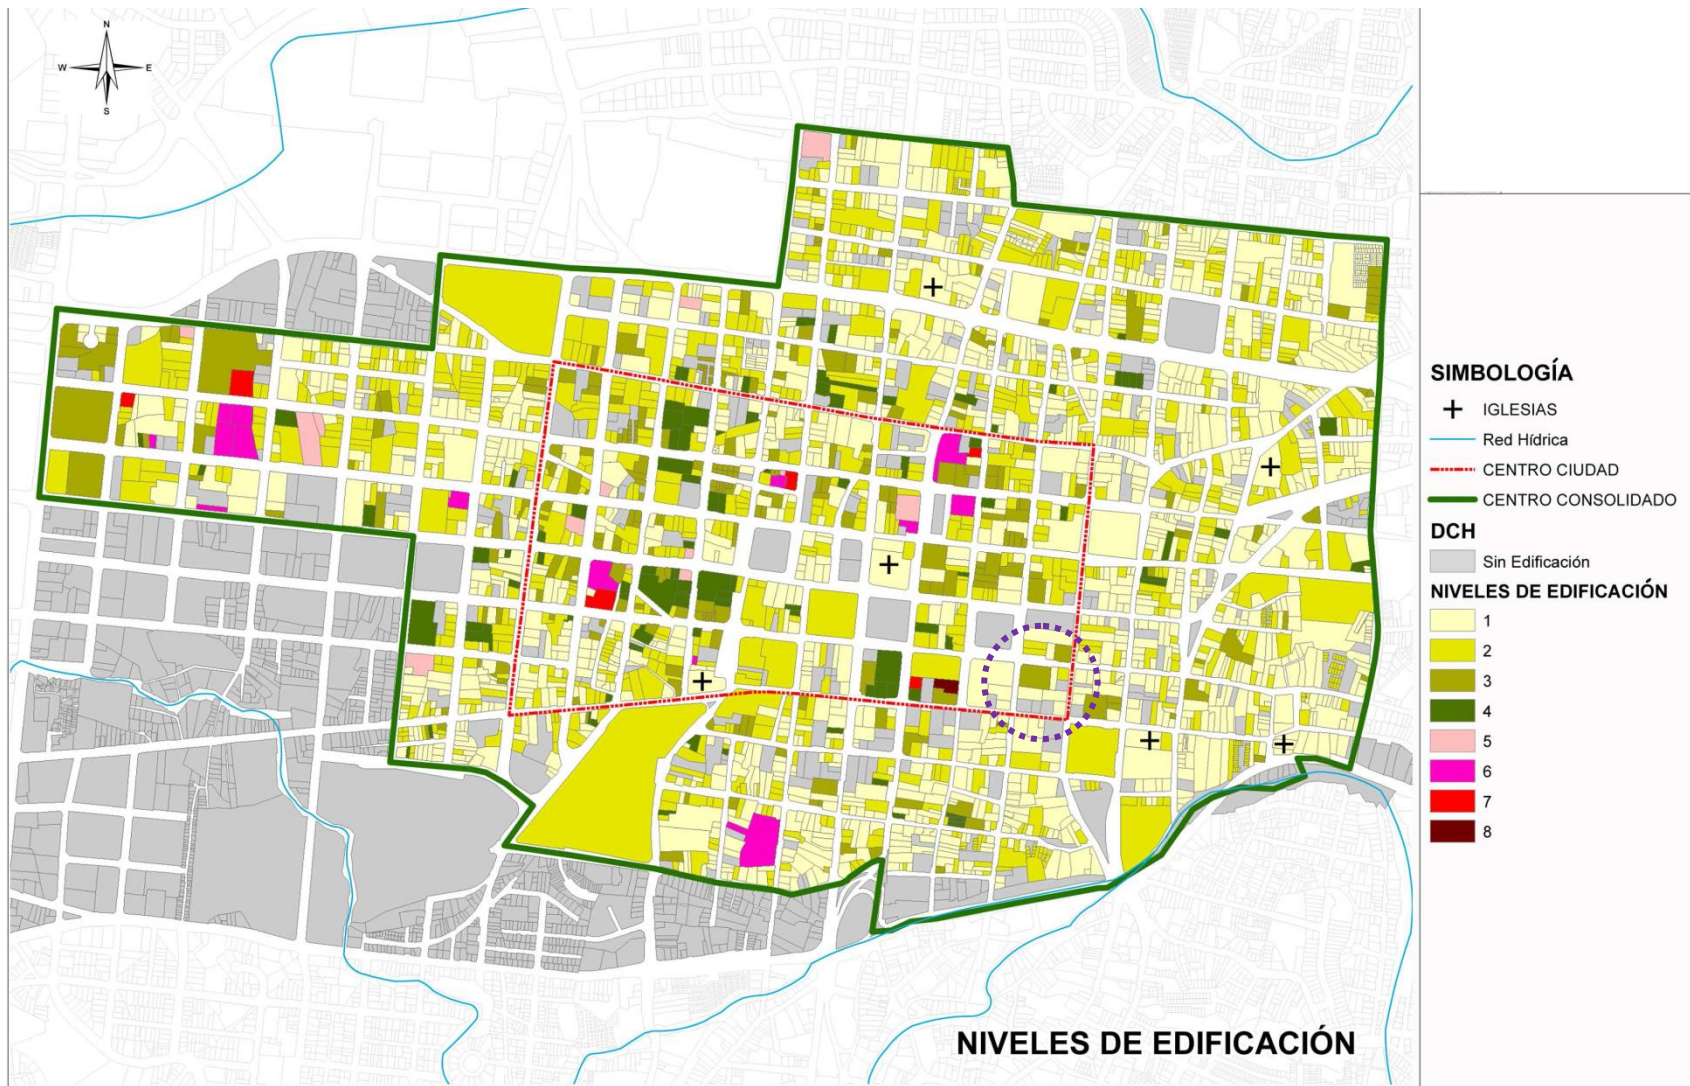 N
W
E
S
SIMBOLOGÍA
IGLESIAS
Red Hídrica
CENTRO CIUDAD
CENTRO CONSOLIDADO
DCH
Sin Edificación
NIVELES DE EDIFICACIÓN
1
2
3
4
5
6
7
8
NIVELES DE EDIFICACIÓN